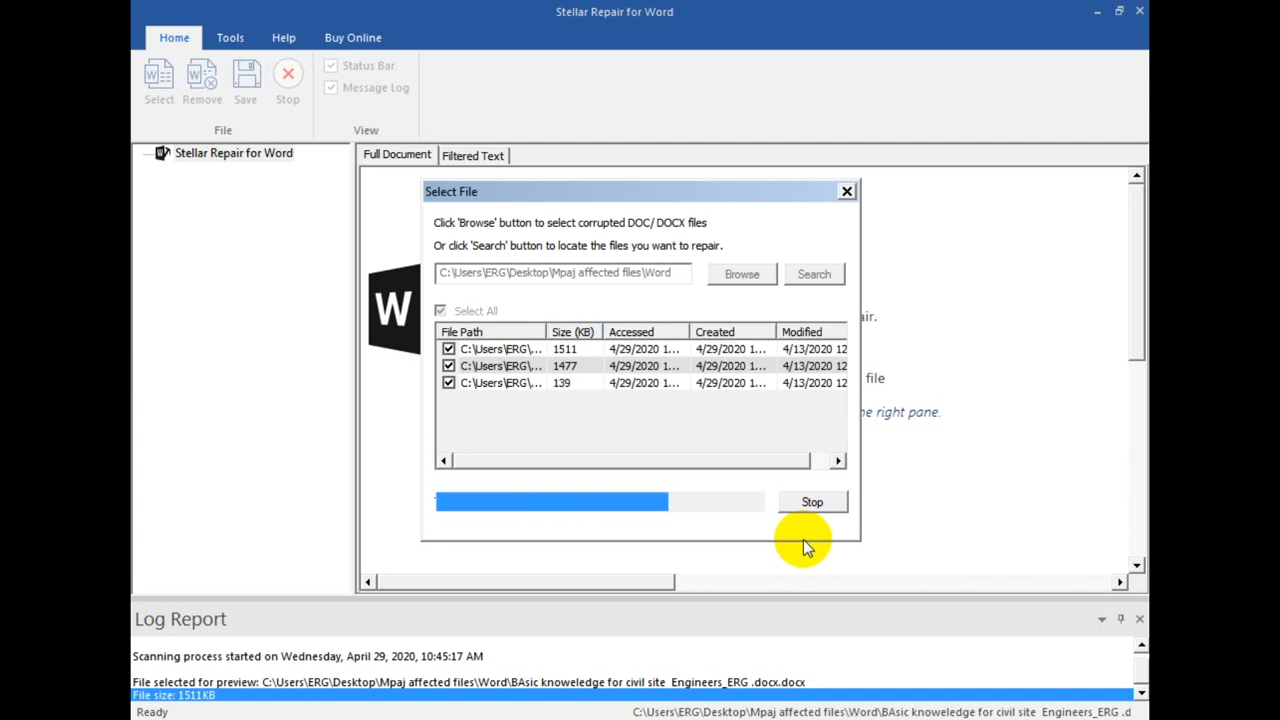 Stellar Repair for Word
Home Tools Help Buy Online
Select Remove Save Stop
Status Bar
Message Log
File View
Stellar Repair for Word
Full Document Filtered Text
Select File
Click 'Browse' button to select corrupted DOC/ DOCX files
Or click 'Search' button to locate the files you want to repair.
C:\Users\ERG\Desktop\Mpaj affected files\Word Browse Search
Select All
File Path Size (KB) Accessed Created Modified
C:\Users\ERG\... 1511 4/29/2020 1... 4/29/2020 1... 4/13/2020 12
C:\Users\ERG\... 1477 4/29/2020 1... 4/29/2020 1... 4/13/2020 12
C:\Users\ERG\... 139 4/29/2020 1... 4/29/2020 1... 4/13/2020 12
Stop
W
air.
file
he right pane.
Log Report
Scanning process started on Wednesday, April 29, 2020, 10:45:17 AM
File selected for preview: C:\Users\ERG\Desktop\Mpaj affected files\Word\BAsic knoweledge for civil site Engineers_ERG .docx.docx
File size: 1511KB
Ready C:\Users\ERG\Desktop\Mpaj affected files\Word\BAsic knoweledge for civil site Engineers_ERG .d